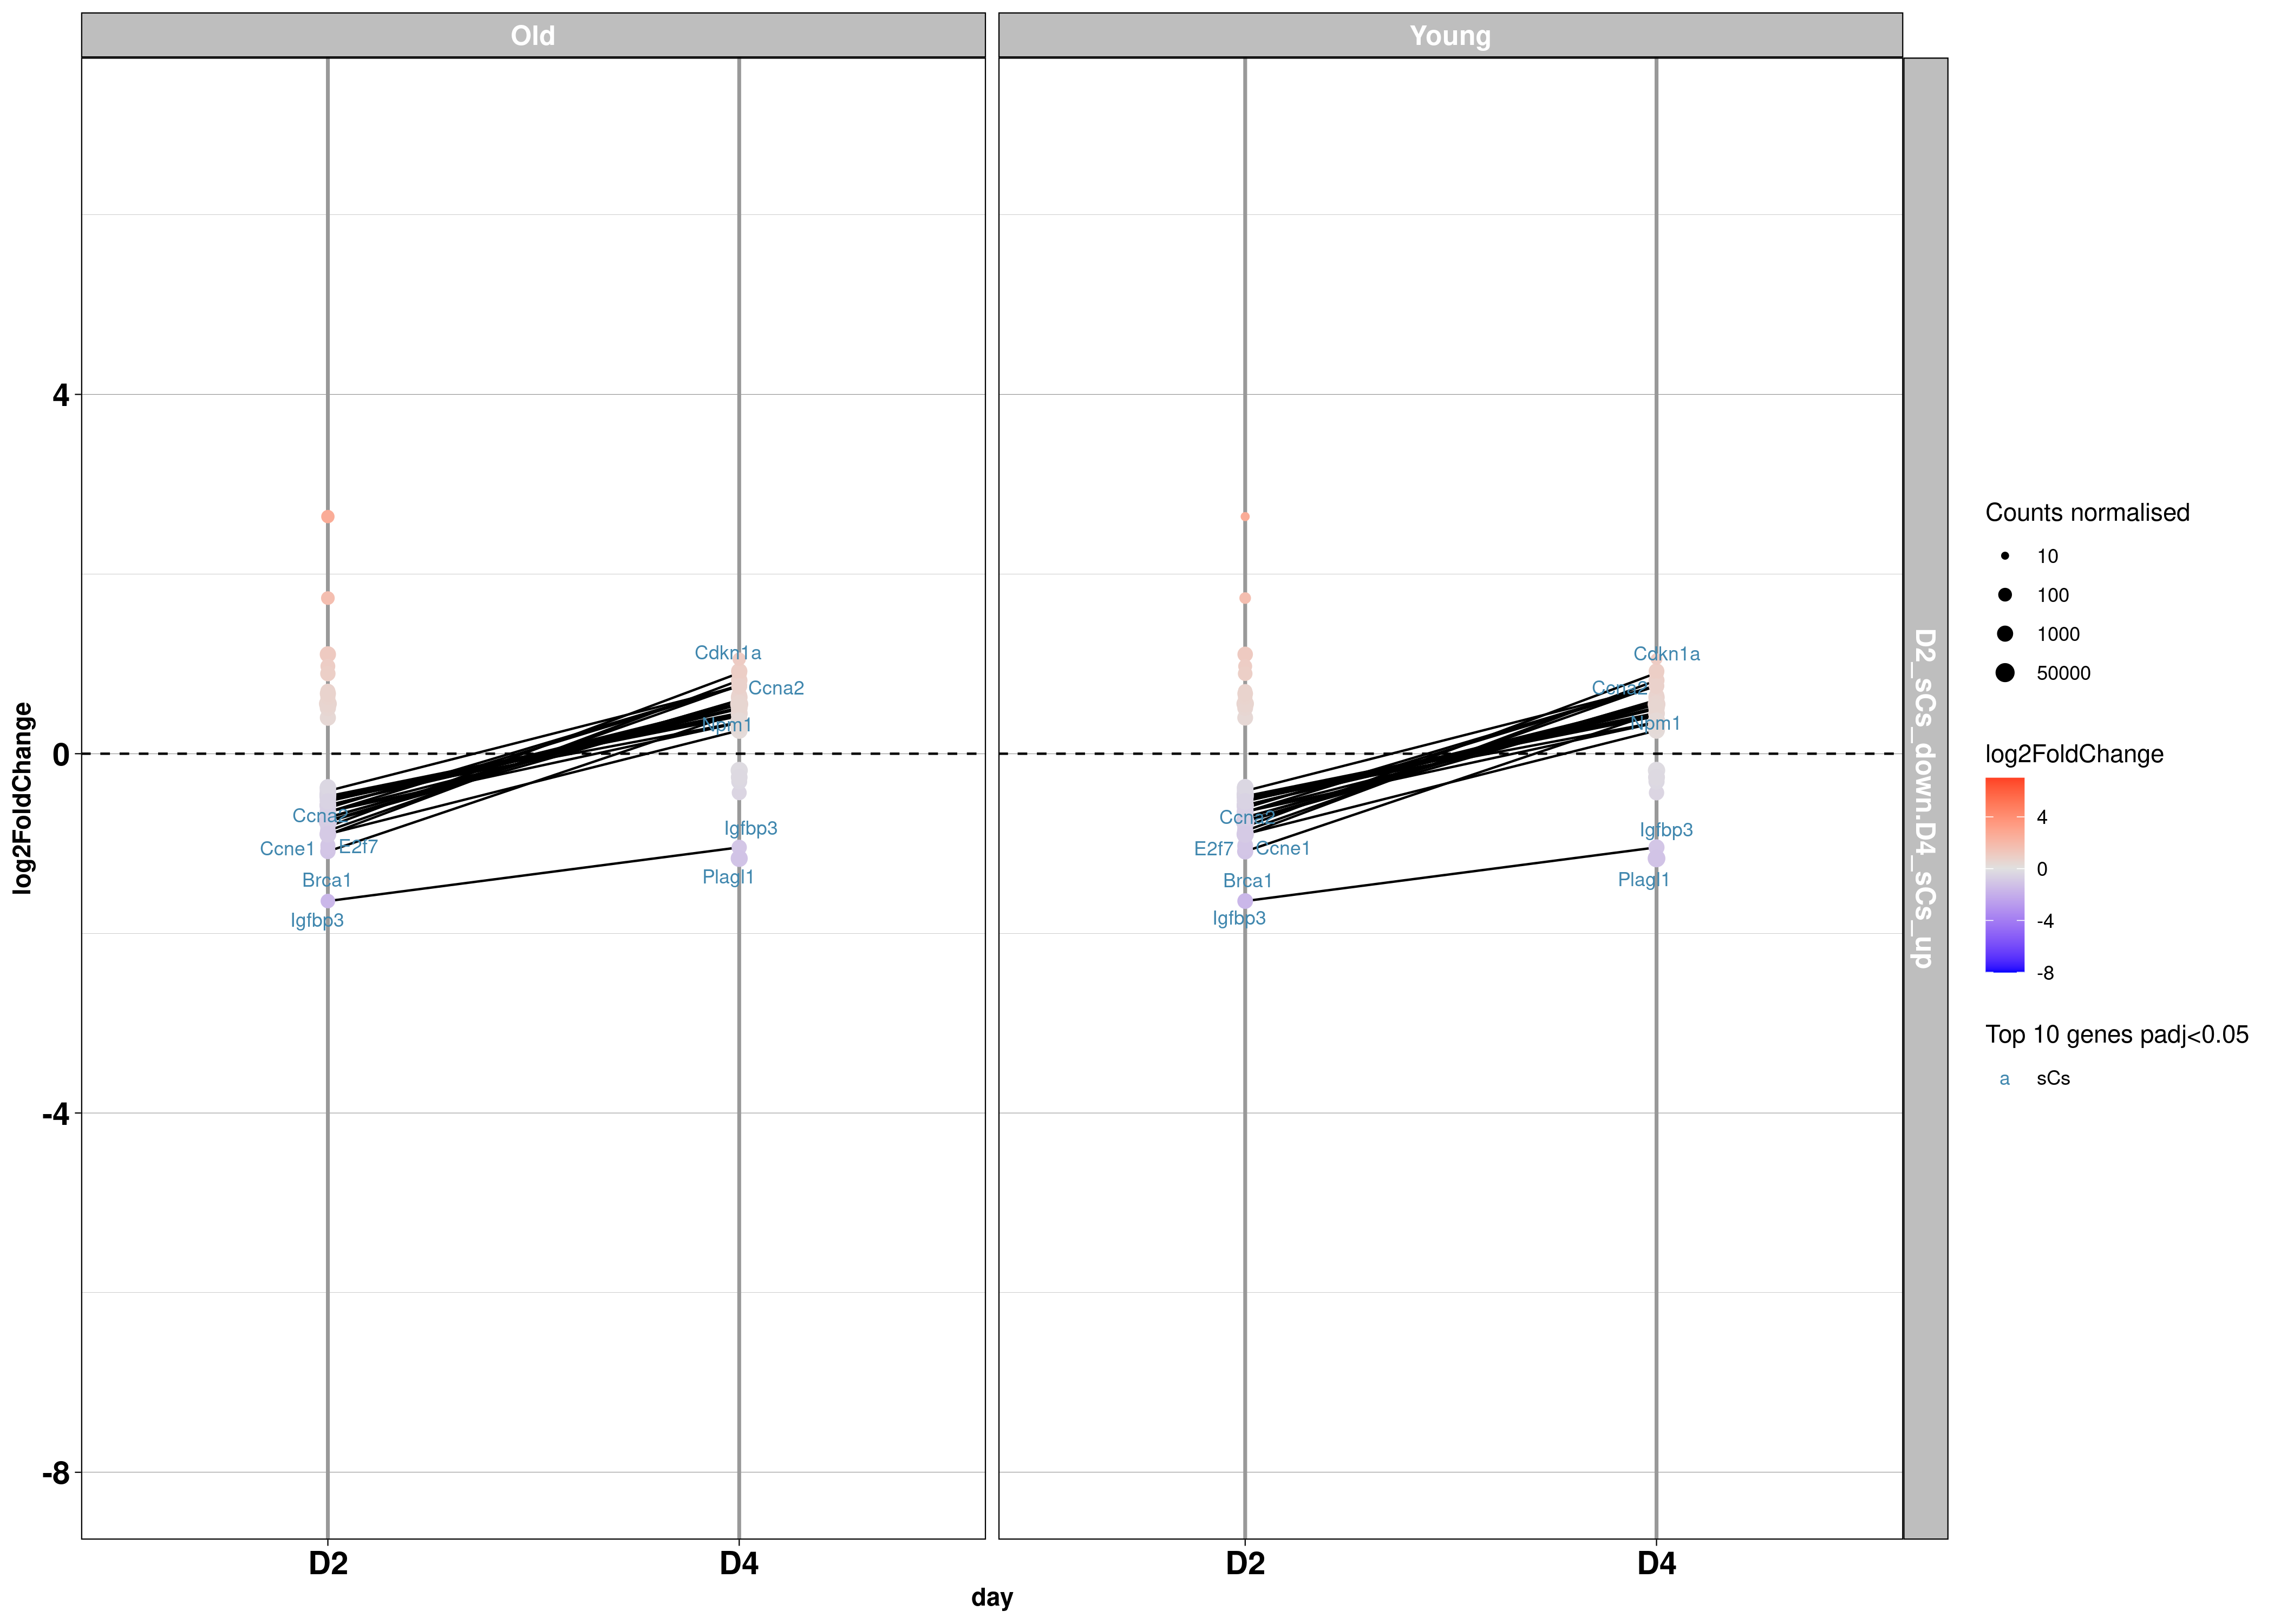 Old
Young
4
0
-4
-8
log2FoldChange
Cdkn1a
Ccna2
Npm1
Ccna2
Ccne1
E2f7
Brca1
Igfbp3
Igfbp3
Plagl1
Cdkn1a
Ccna2
Npm1
Ccna2
E2f7
Ccne1
Brca1
Igfbp3
Igfbp3
Plagl1
D2_sCs_down.D4_sCs_up
D2
D4
D2
D4
day
Counts normalised
10
100
1000
50000
log2FoldChange
4
0
-4
-8
Top 10 genes padj<0.05
a sCs